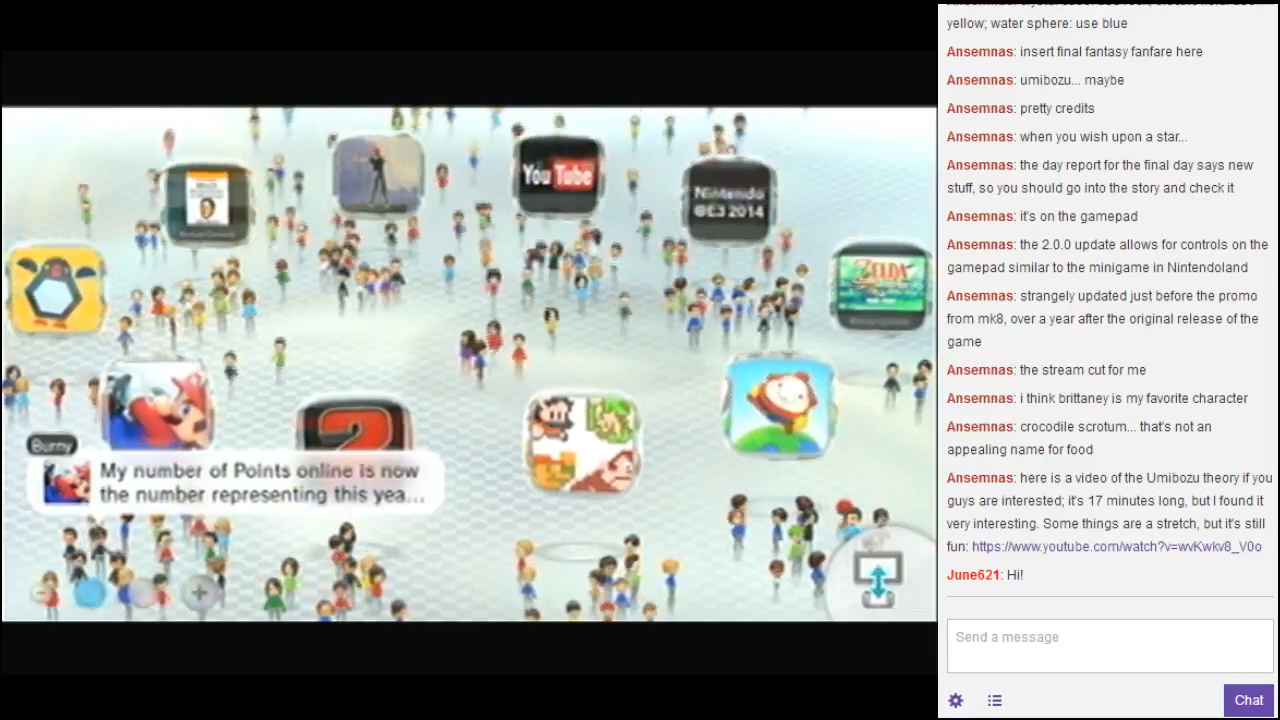 You Tube
Nintendo
@E3 2014
ZELDA
2
Burny
My number of Points online is now
the number representing this yea...
yellow; water sphere: use blue
Ansemnas: insert final fantasy fanfare here
Ansemnas: umibozu... maybe
Ansemnas: pretty credits
Ansemnas: when you wish upon a star...
Ansemnas: the day report for the final day says new
stuff, so you should go into the story and check it
Ansemnas: it's on the gamepad
Ansemnas: the 2.0.0 update allows for controls on the
gamepad similar to the minigame in Nintendoland
Ansemnas: strangely updated just before the promo
from mk8, over a year after the original release of the
game
Ansemnas: the stream cut for me
Ansemnas: i think brittaney is my favorite character
Ansemnas: crocodile scrotum... that's not an
appealing name for food
Ansemnas: here is a video of the Umibozu theory if you
guys are interested; it's 17 minutes long, but I found it
very interesting. Some things are a stretch, but it's still
fun: https://www.youtube.com/watch?v=wvKwkv8_V0o
June621: Hi!
Send a message
Chat